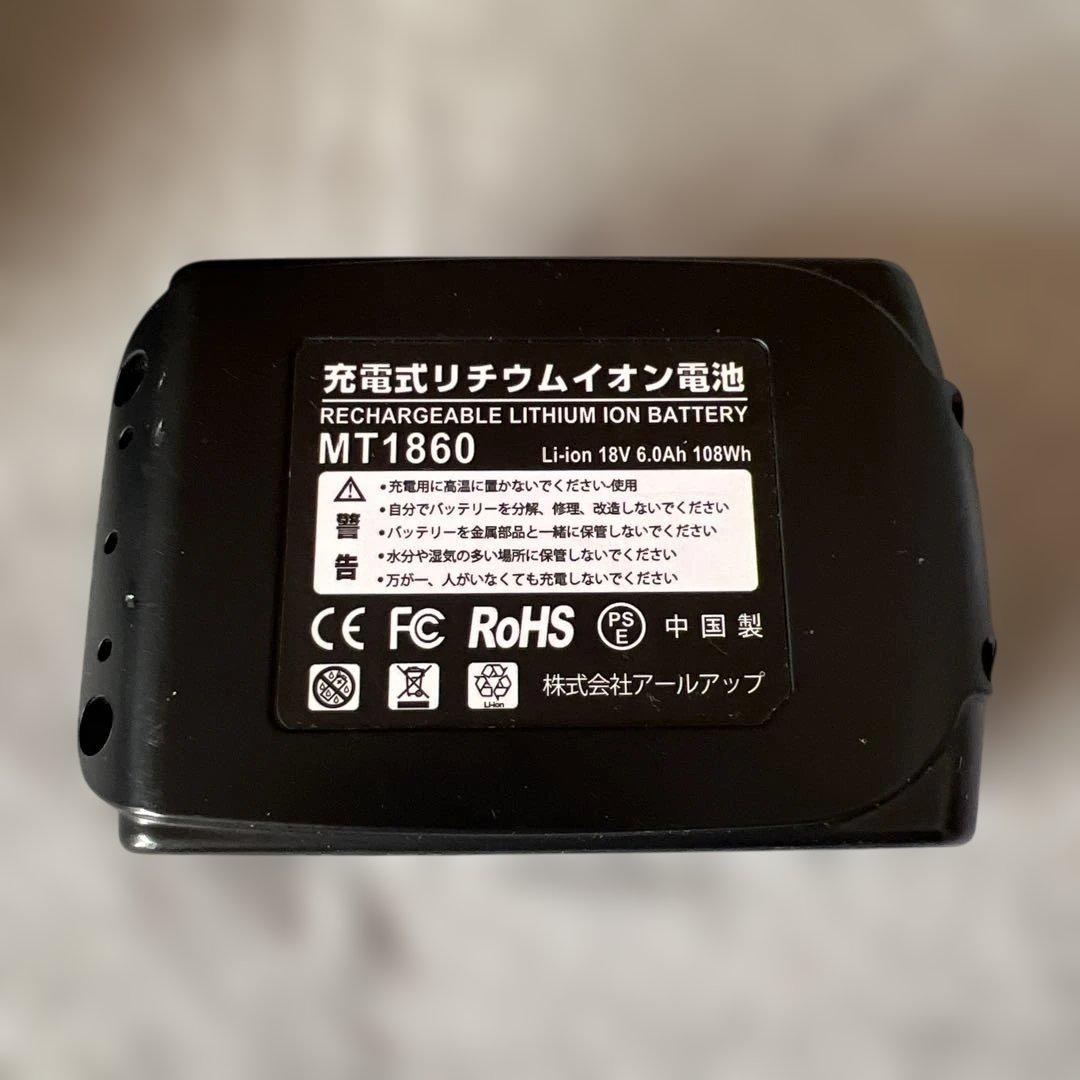 充電式リチウムイオン電池
RECHARGEABLE LITHIUM ION BATTERY
MT1860 Li-ion 18V 6.0Ah 108Wh
警告
•充電用に高温に置かないでください-使用
•自分でバッテリーを分解、修理、改造しないでください
•バッテリーを金属部品と一緒に保管しないでください
•水分や湿気の多い場所に保管しないでください
•万が一、人がいなくても充電しないでください
CE FC RoHS PSE 中国製
Li-ion 株式会社アールアップ